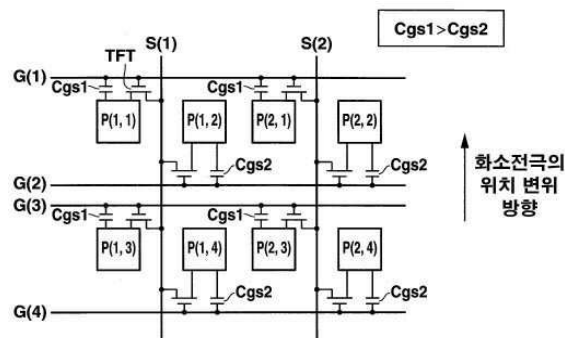 S(1)
S(2)
Cgs1>Cgs2
TFT
G(1)
Cgs1
Cgs1
P(1, 1)
P(1, 2)
P(2, 1)
P(2, 2)
Cgs2
Cgs2
G(2)
G(3)
Cgs1
Cgs1
P(1, 3)
P(1, 4)
P(2, 3)
P(2, 4)
Cgs2
Cgs2
G(4)
화소전극의
위치 변위
방향